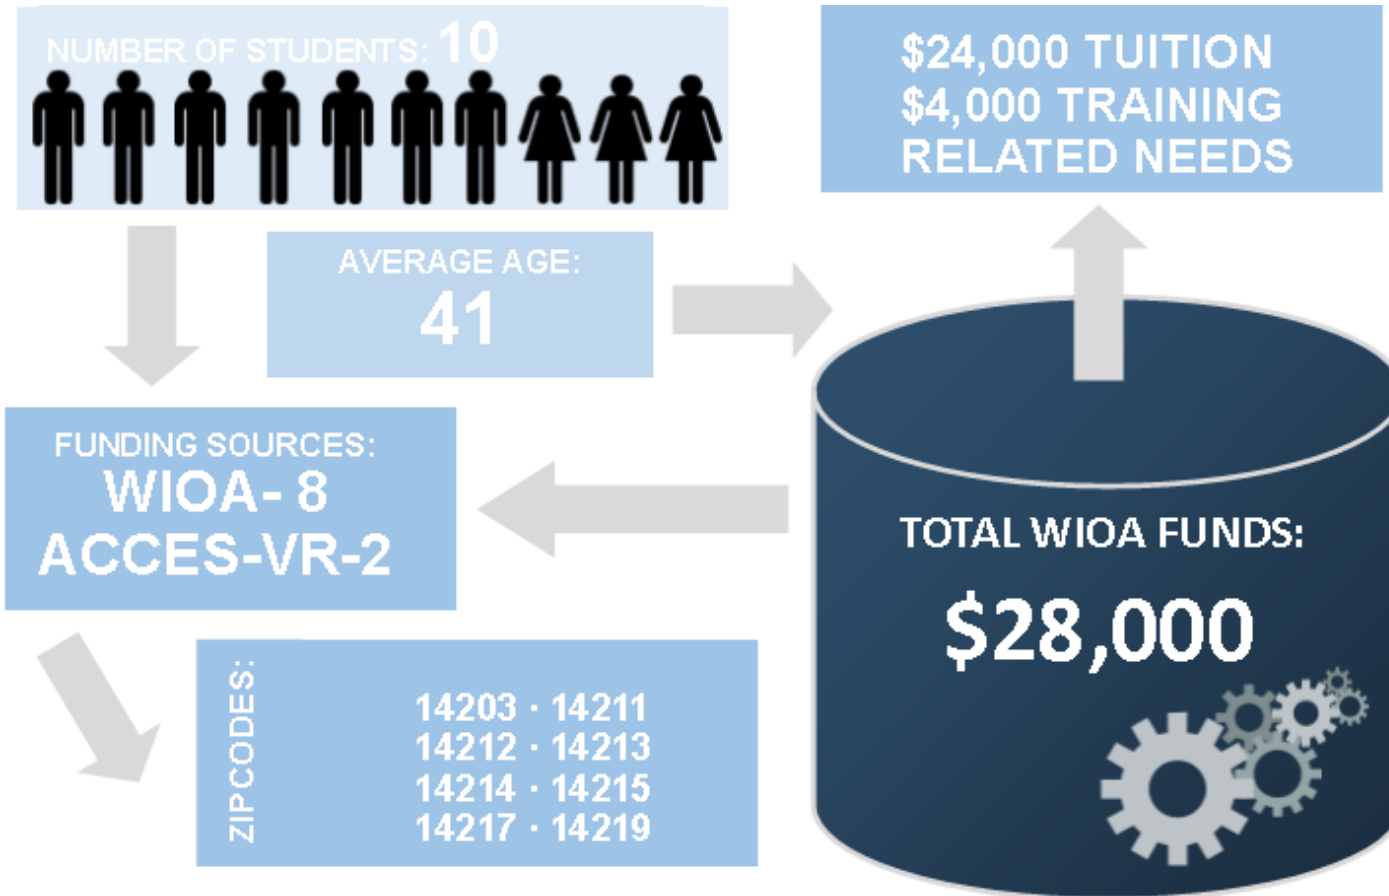 NUMBER OF STUDENTS: 10
$24,000 TUITION
$4,000 TRAINING
RELATED NEEDS
AVERAGE AGE:
41
FUNDING SOURCES:
WIOA- 8
ACCES-VR-2
TOTAL WIOA FUNDS:
$28,000
ZIPCODES:
14203 · 14211
14212 · 14213
14214 · 14215
14217 · 14219